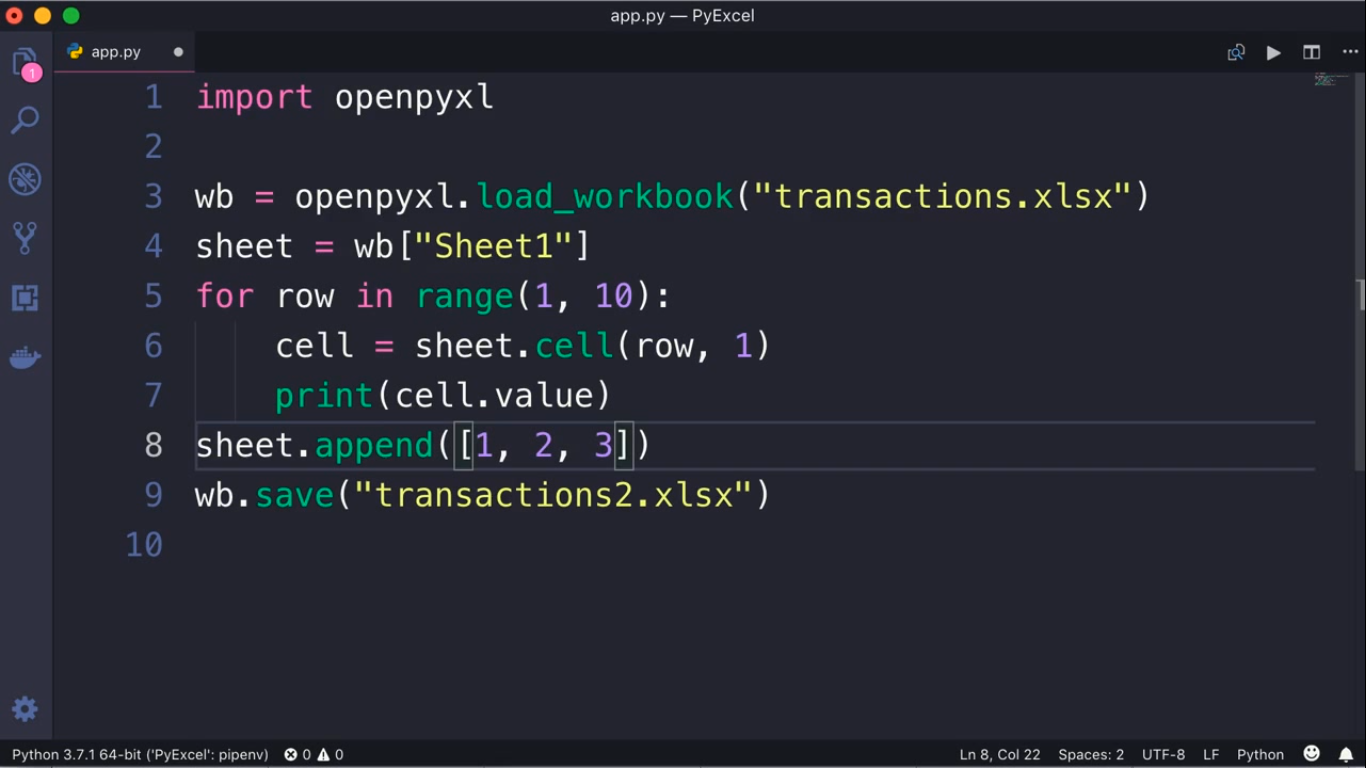 app.py — PyExcel
app.py
1
1 import openpyxl
2
3 wb = openpyxl.load_workbook("transactions.xlsx")
4 sheet = wb["Sheet1"]
5 for row in range(1, 10):
6     cell = sheet.cell(row, 1)
7     print(cell.value)
8 sheet.append([1, 2, 3])
9 wb.save("transactions2.xlsx")
10
Python 3.7.1 64-bit ('PyExcel': pipenv) 0 0 Ln 8, Col 22 Spaces: 2 UTF-8 LF Python